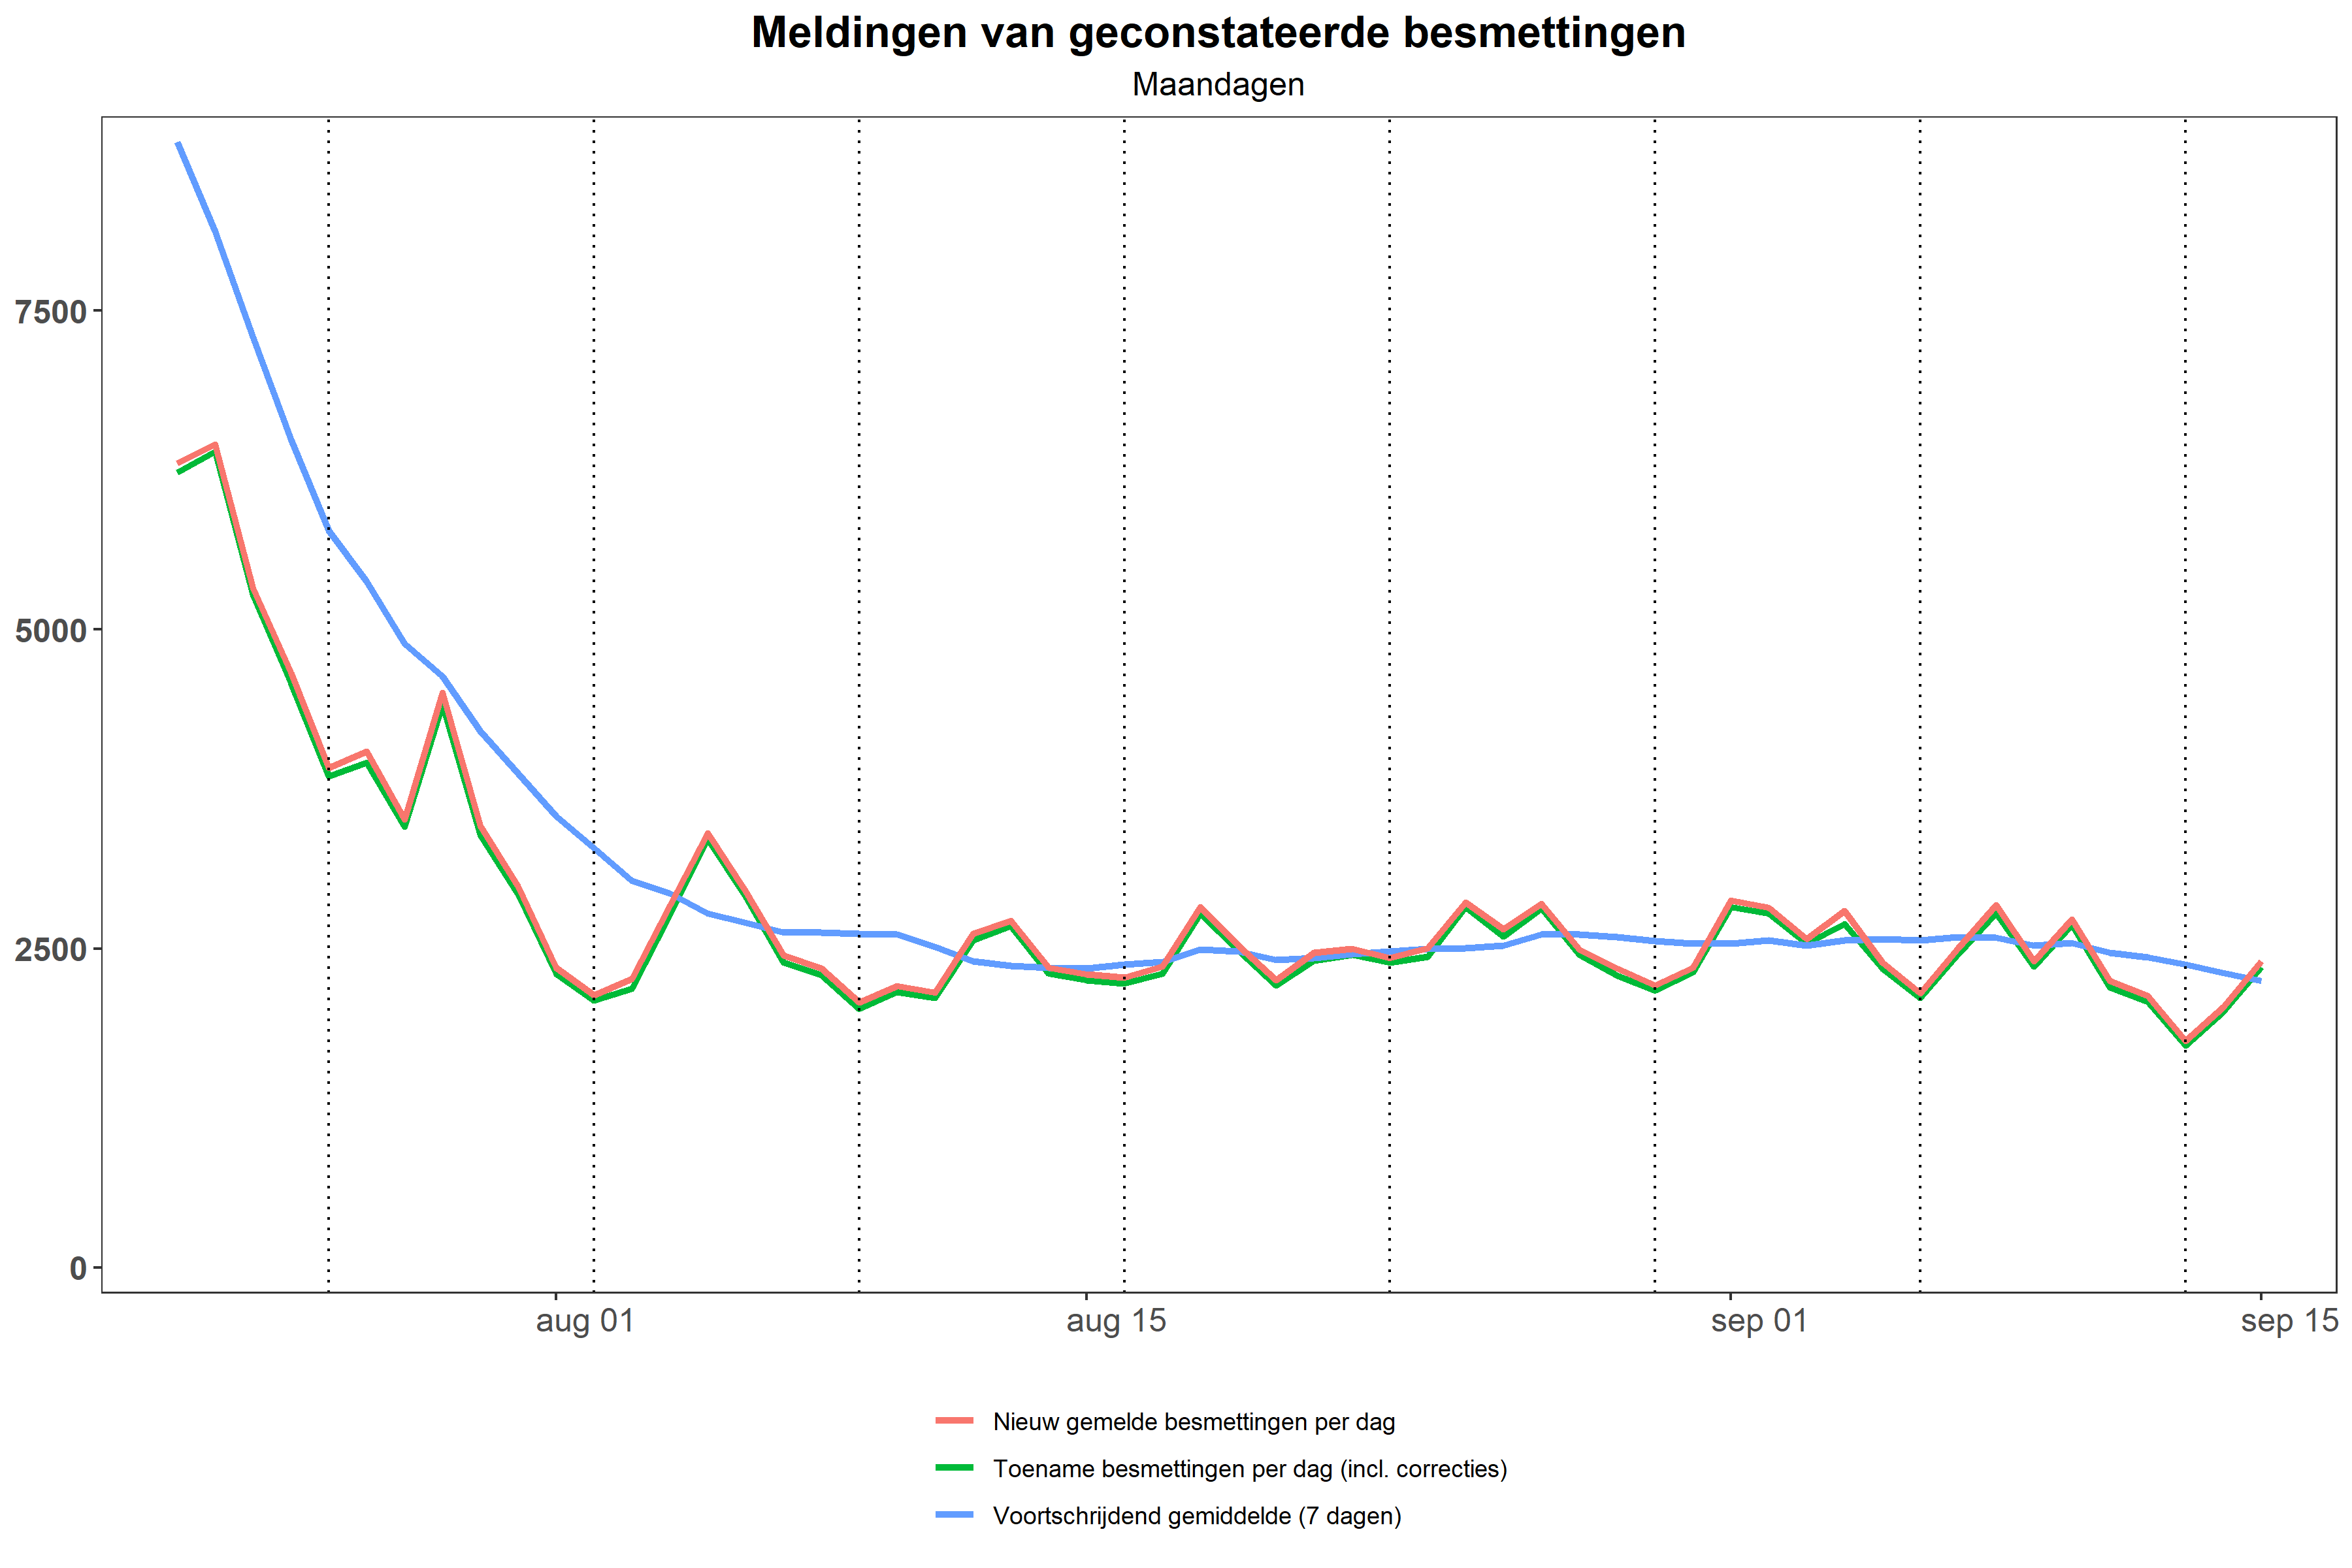 Meldingen van geconstateerde besmettingen
Maandagen
7500
5000
2500
0
aug 01
aug 15
sep 01
sep 15
Nieuw gemelde besmettingen per dag
Toename besmettingen per dag (incl. correcties)
Voortschrijdend gemiddelde (7 dagen)